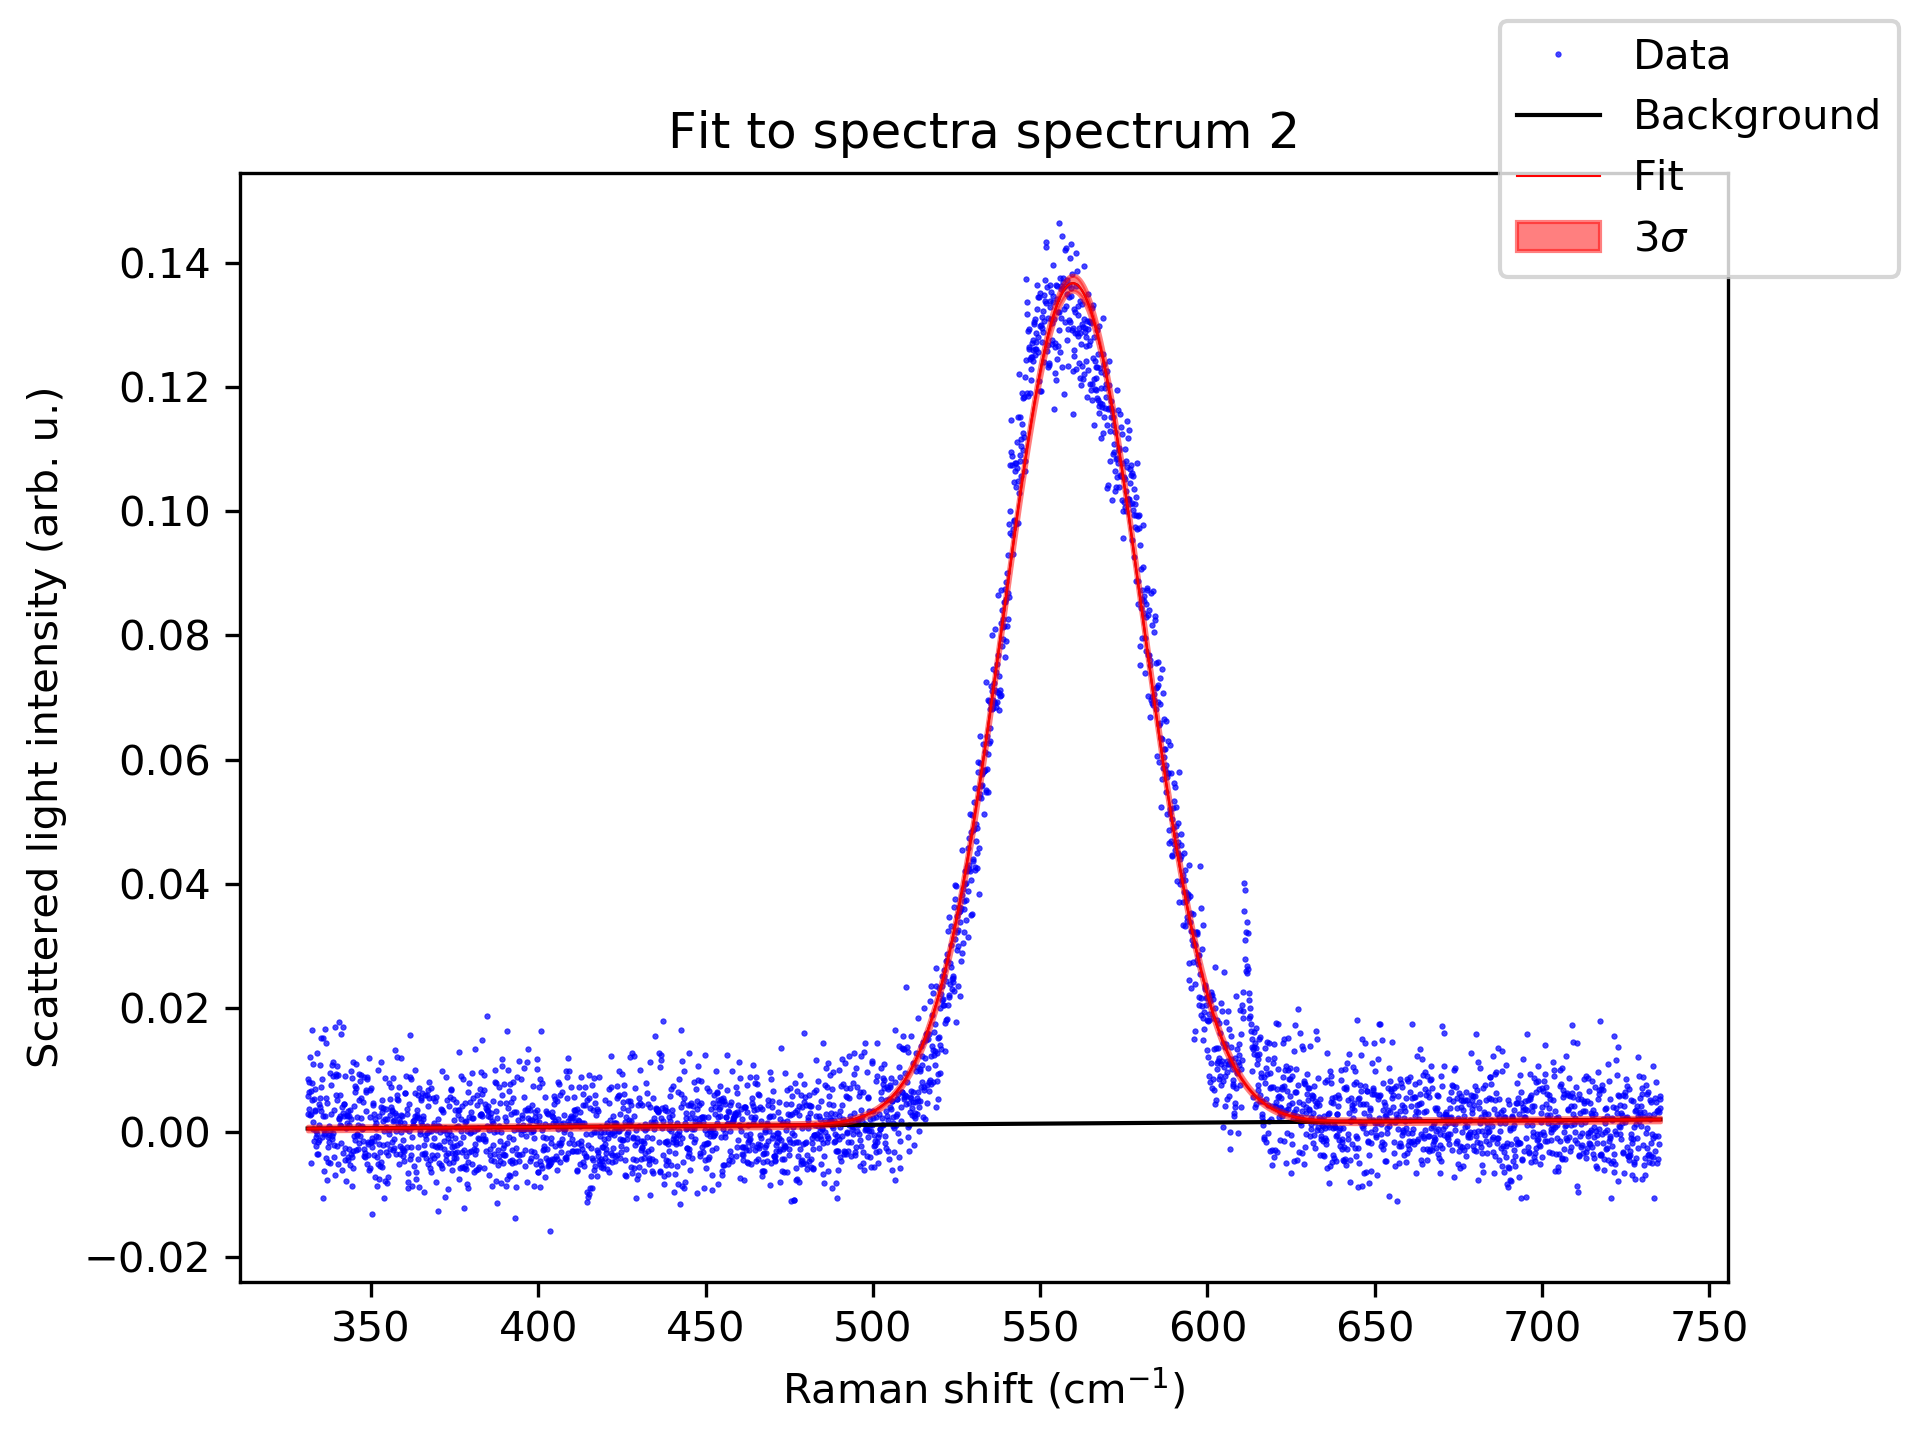 Data
Background
Fit
3σ
Fit to spectra spectrum 2
Scattered light intensity (arb. u.)
0.14
0.12
0.10
0.08
0.06
0.04
0.02
0.00
−0.02
350 400 450 500 550 600 650 700 750
Raman shift (cm⁻¹)